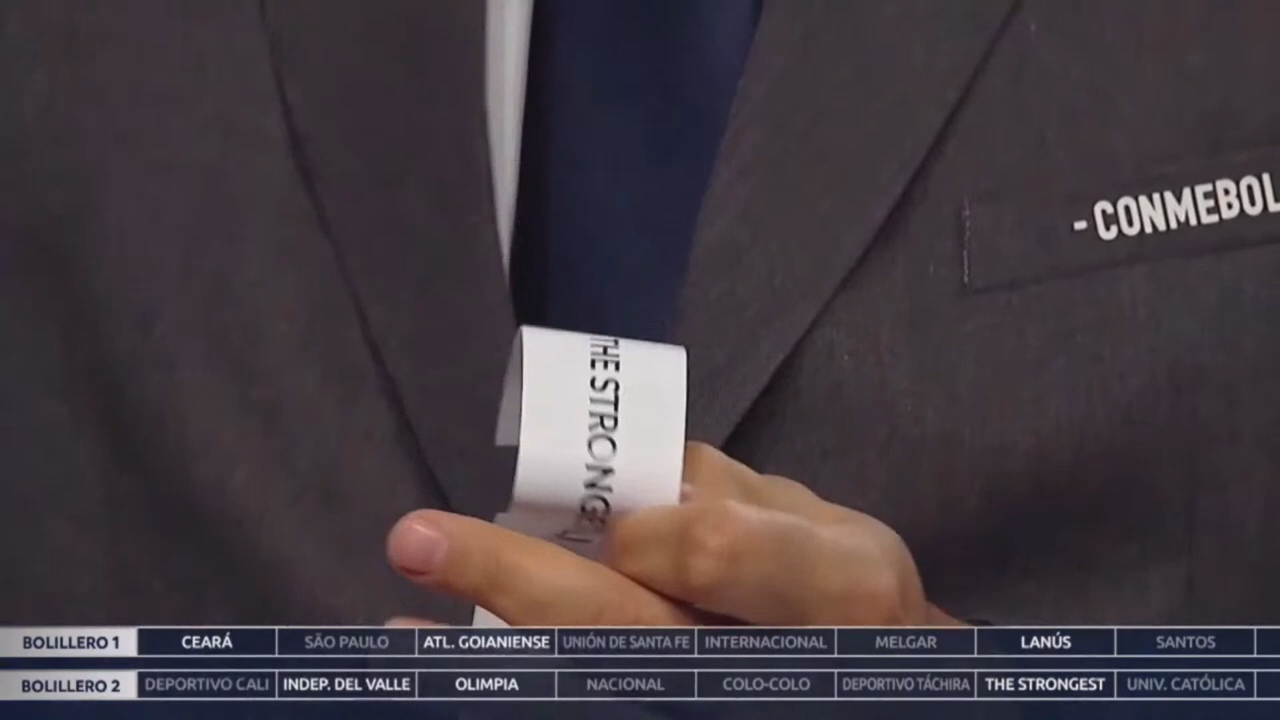 - CONMEBOL
THE STRONGE
BOLILLERO 1 CEARÁ SÃO PAULO ATL. GOIANIENSE UNIÓN DE SANTA FE INTERNACIONAL MELGAR LANÚS SANTOS
BOLILLERO 2 DEPORTIVO CALI INDEP. DEL VALLE OLIMPIA NACIONAL COLO-COLO DEPORTIVO TÁCHIRA THE STRONGEST UNIV. CATÓLICA